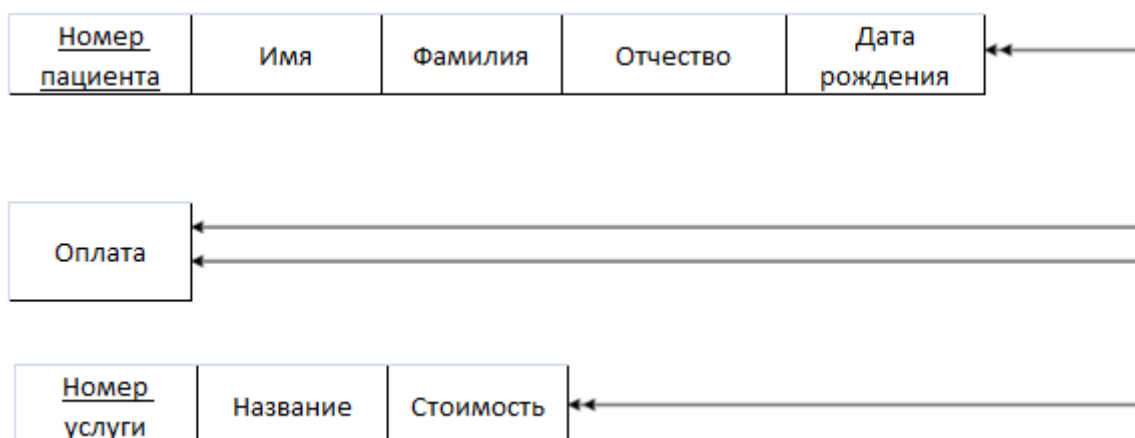 Номер
пациента
Имя
Фамилия
Отчество
Дата
рождения
Оплата
Номер
услуги
Название
Стоимость